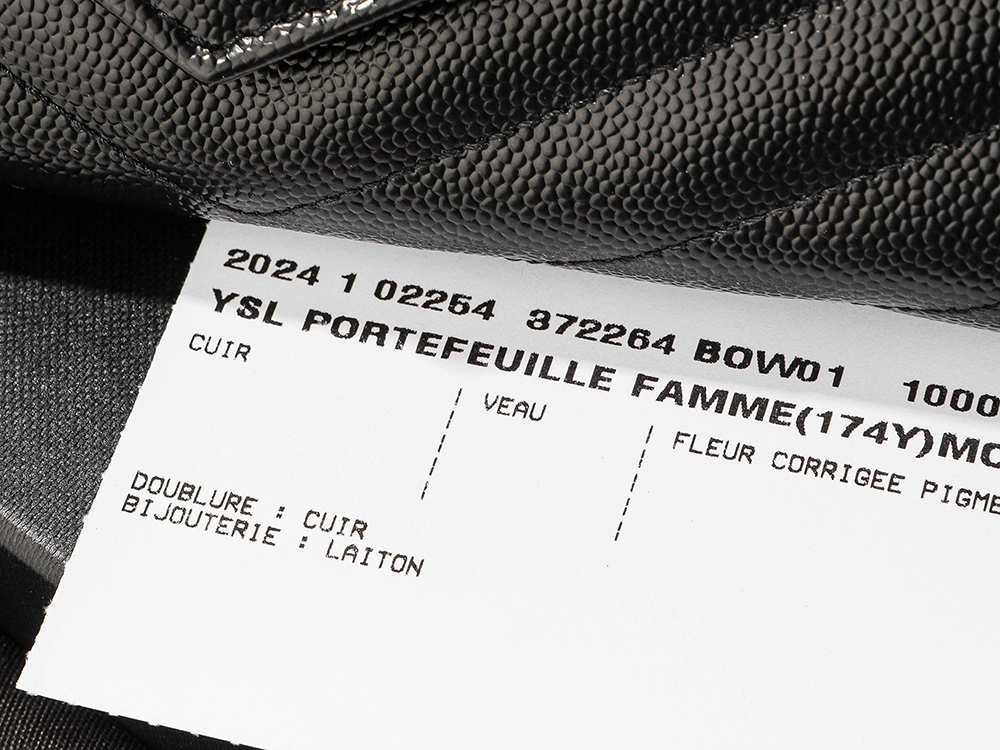 2024 1 02254 372264 BOW01 1000
YSL PORTEFEUILLE FAMME(174Y)MO
CUIR
VEAU
FLEUR CORRIGEE PIGME
DOUBLURE : CUIR
BIJOUTERIE : LAITON